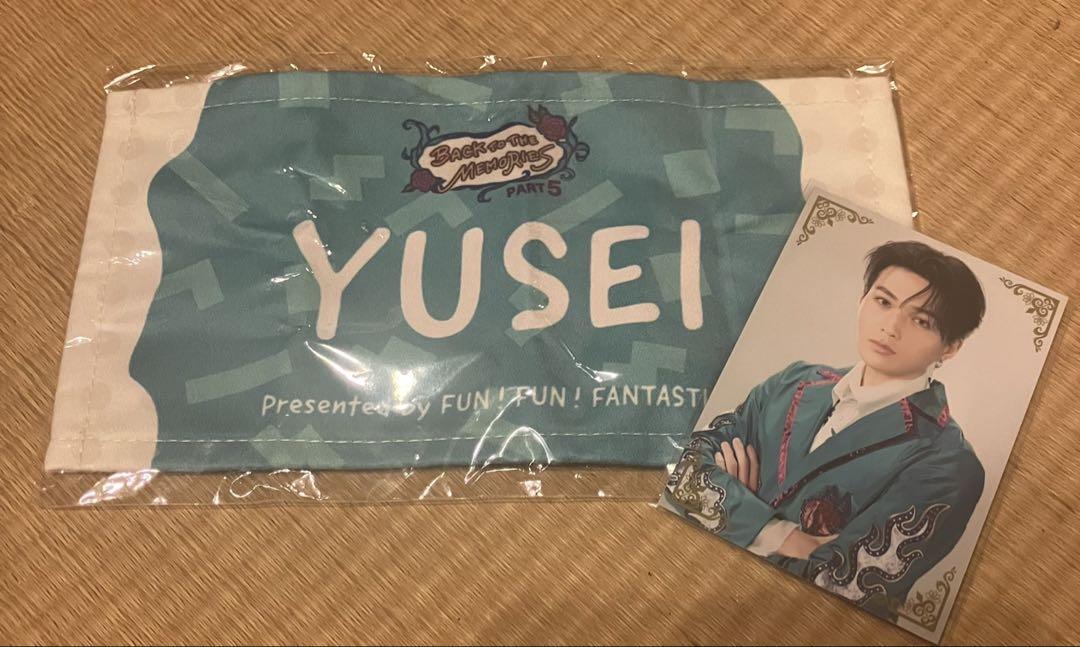 BACK TO THE
MEMORIES
PART 5
YUSEI
Presented by FUN! FUN! FANTASTI